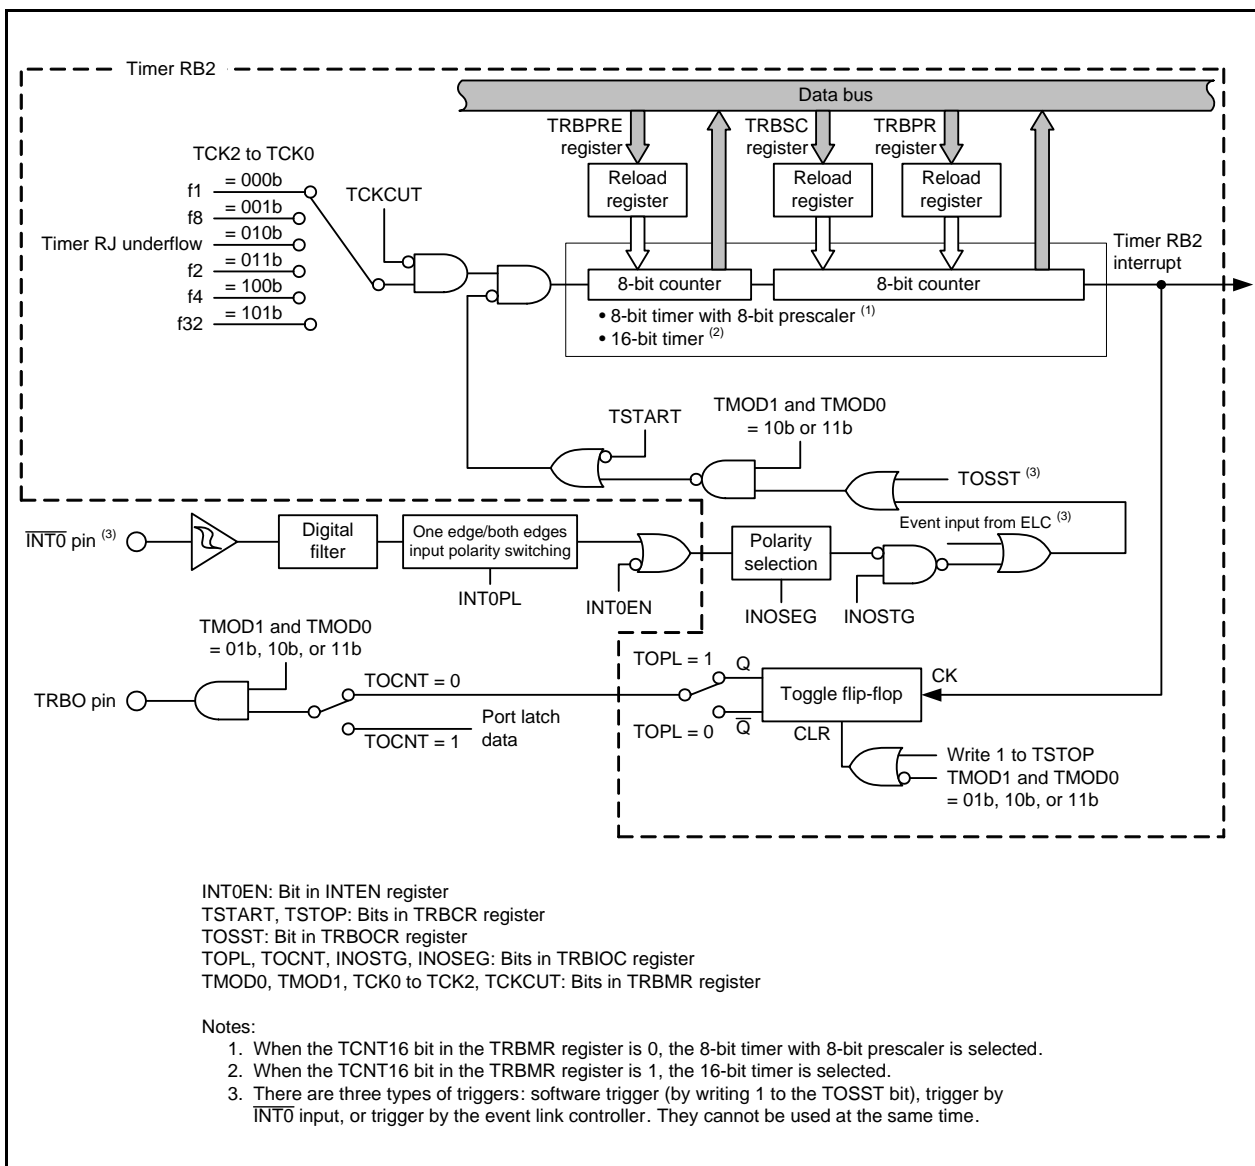 Timer RB2
Data bus
TRBPRE
register
TRBSC
register
TRBPR
register
TCK2 to TCK0
Reload
register
Reload
register
Reload
register
f1
= 000b
TCKCUT
f8
= 001b
Timer RJ underflow
= 010b
f2
= 011b
f4
= 100b
f32
= 101b
Timer RB2
interrupt
8-bit counter
8-bit counter
• 8-bit timer with 8-bit prescaler (1)
• 16-bit timer (2)
TSTART
TMOD1 and TMOD0
= 10b or 11b
TOSST (3)
INT0 pin (3)
Digital
filter
One edge/both edges
input polarity switching
Polarity
selection
Event input from ELC (3)
INT0PL
INT0EN
INOSEG
INOSTG
TMOD1 and TMOD0
= 01b, 10b, or 11b
TRBO pin
TOCNT = 0
Port latch
data
TOCNT = 1
TOPL = 1
Q
Toggle flip-flop
CK
TOPL = 0
Q
CLR
Write 1 to TSTOP
TMOD1 and TMOD0
= 01b, 10b, or 11b
INT0EN: Bit in INTEN register
TSTART, TSTOP: Bits in TRBCR register
TOSST: Bit in TRBOCR register
TOPL, TOCNT, INOSTG, INOSEG: Bits in TRBIOC register
TMOD0, TMOD1, TCK0 to TCK2, TCKCUT: Bits in TRBMR register
Notes:
1. When the TCNT16 bit in the TRBMR register is 0, the 8-bit timer with 8-bit prescaler is selected.
2. When the TCNT16 bit in the TRBMR register is 1, the 16-bit timer is selected.
3. There are three types of triggers: software trigger (by writing 1 to the TOSST bit), trigger by
INT0 input, or trigger by the event link controller. They cannot be used at the same time.